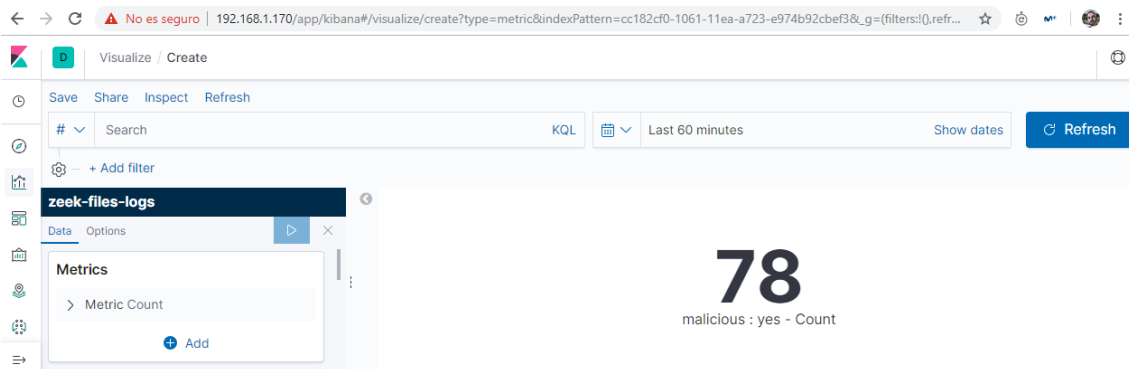 No es seguro | 192.168.1.170/app/kibana#/visualize/create?type=metric&indexPattern=cc182cf0-1061-11ea-a723-e974b92cbef3&_g=(filters:!(),refr...
D Visualize / Create
Save Share Inspect Refresh
# Search KQL Last 60 minutes Show dates Refresh
+ Add filter
zeek-files-logs
Data Options
Metrics
Metric Count
Add
78
malicious : yes - Count